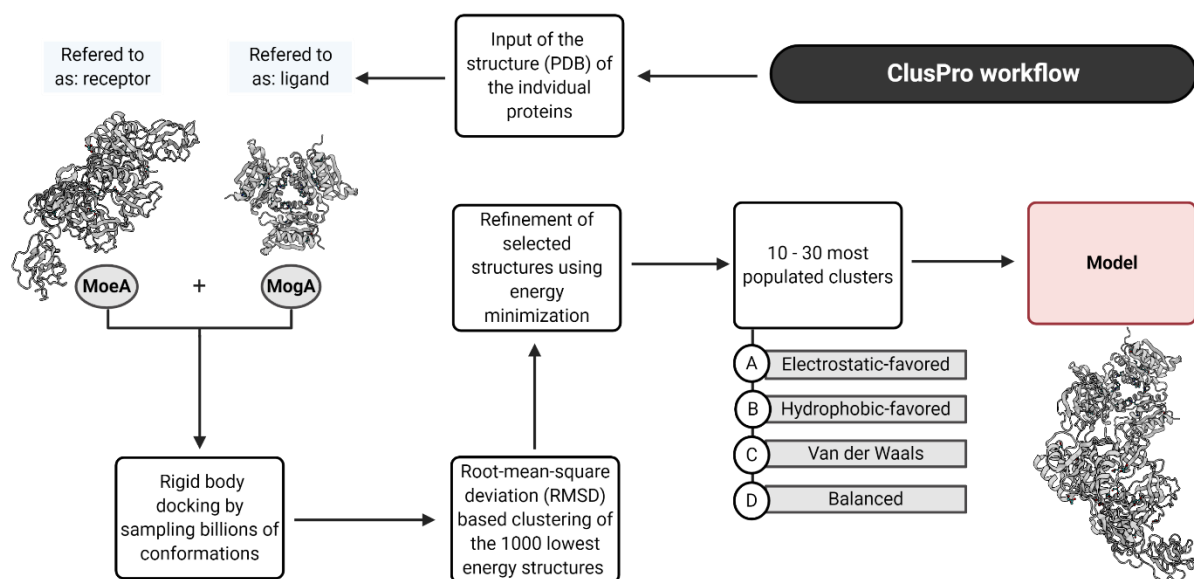 Refered to
as: receptor
Refered to
as: ligand
Input of the
structure (PDB) of
the indvidual
proteins
ClusPro workflow
MoeA
+
MogA
Rigid body
docking by
sampling billions of
conformations
Root-mean-square
deviation (RMSD)
based clustering of
the 1000 lowest
energy structures
Refinement of
selected
structures using
energy
minimization
10 - 30 most
populated clusters
A Electrostatic-favored
B Hydrophobic-favored
C Van der Waals
D Balanced
Model